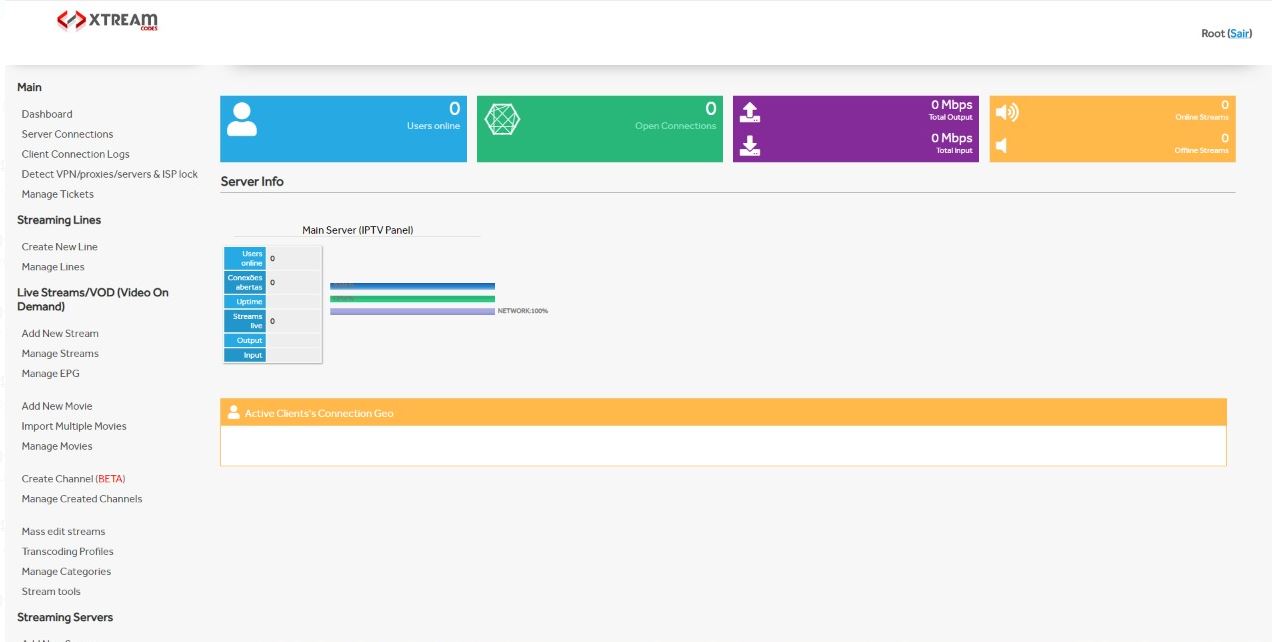 XTREAM
CODES
Root (Sair)
Main
Dashboard
Server Connections
Client Connection Logs
Detect VPN/proxies/servers & ISP lock
Manage Tickets
Streaming Lines
Create New Line
Manage Lines
Live Streams/VOD (Video On
Demand)
Add New Stream
Manage Streams
Manage EPG
Add New Movie
Import Multiple Movies
Manage Movies
Create Channel (BETA)
Manage Created Channels
Mass edit streams
Transcoding Profiles
Manage Categories
Stream tools
Streaming Servers
0
Users online
0
Open Connections
0 Mbps
Total Output
0 Mbps
Total Input
0
Online Streams
0
Offline Streams
Server Info
Main Server (IPTV Panel)
Users
online
0
Conexões
abertas
0
Uptime
Streams
live
0
Output
Input
NETWORK:100%
Active Clients's Connection Geo